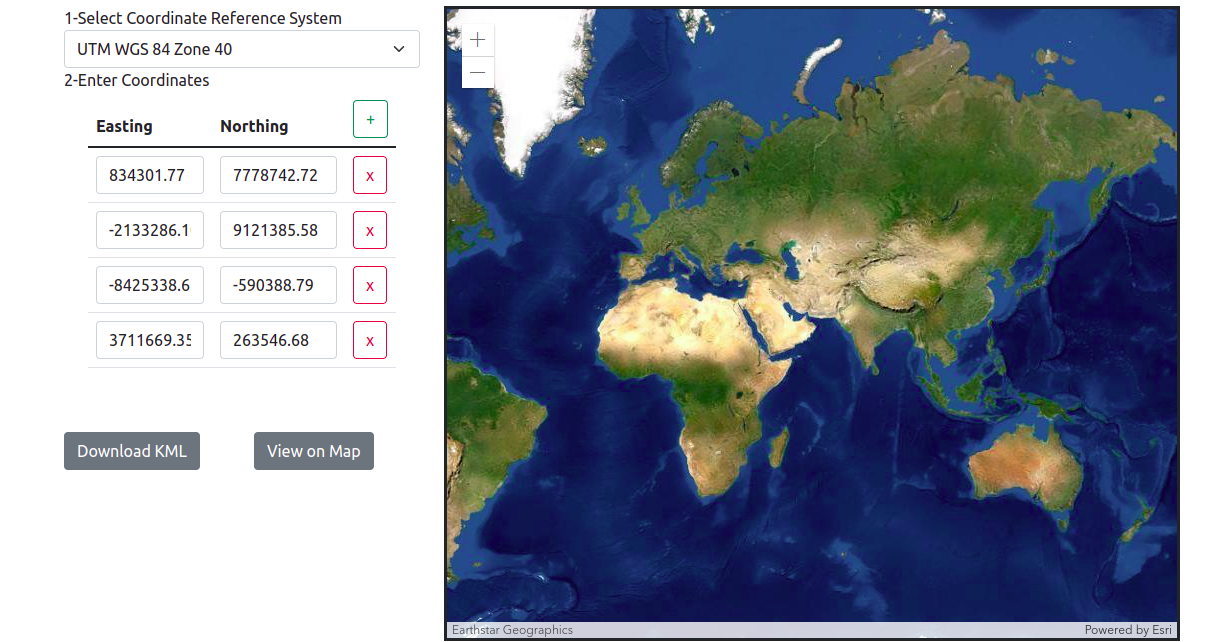 1-Select Coordinate Reference System
UTM WGS 84 Zone 40
2-Enter Coordinates
Easting Northing +
834301.77 7778742.72 x
-2133286.1 9121385.58 x
-8425338.6 -590388.79 x
3711669.35 263546.68 x
Download KML View on Map
+
—
Earthstar Geographics Powered by Esri